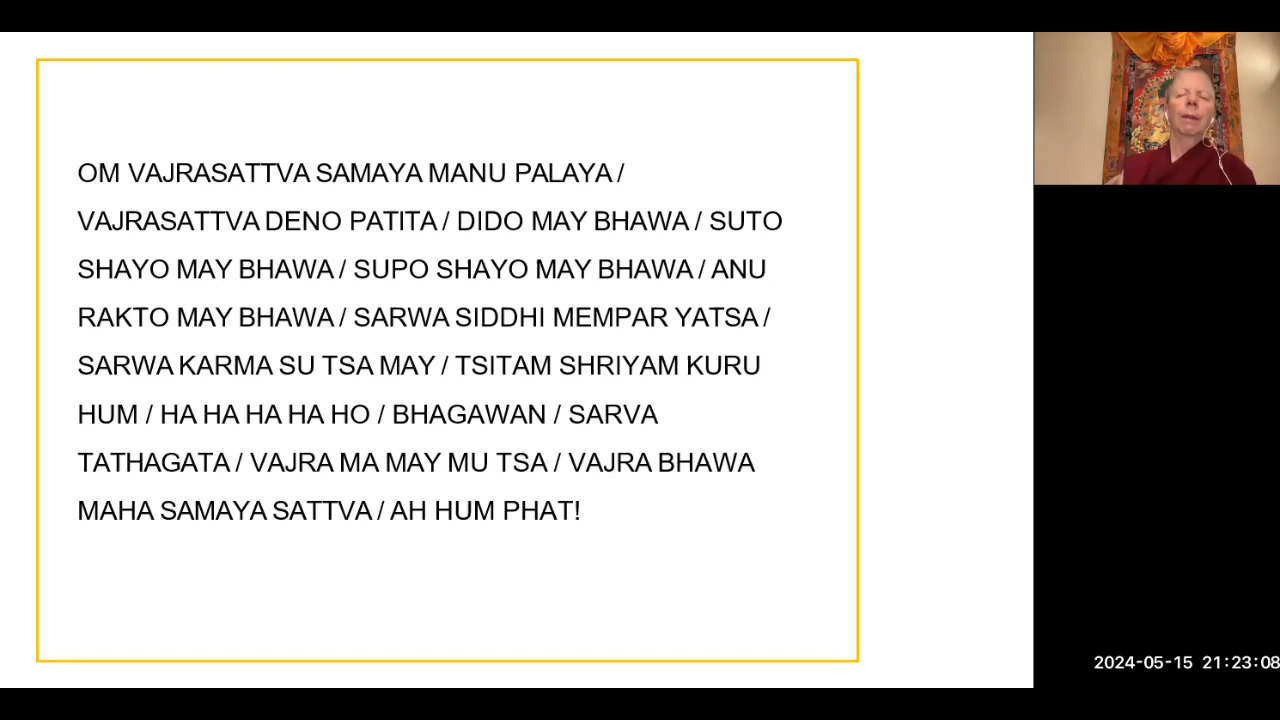 OM VAJRASATTVA SAMAYA MANU PALAYA /
VAJRASATTVA DENO PATITA / DIDO MAY BHAWA / SUTO
SHAYO MAY BHAWA / SUPO SHAYO MAY BHAWA / ANU
RAKTO MAY BHAWA / SARWA SIDDHI MEMPAR YATSA /
SARWA KARMA SU TSA MAY / TSITAM SHRIYAM KURU
HUM / HA HA HA HA HO / BHAGAWAN / SARVA
TATHAGATA / VAJRA MA MAY MU TSA / VAJRA BHAWA
MAHA SAMAYA SATTVA / AH HUM PHAT!
2024-05-15 21:23:08